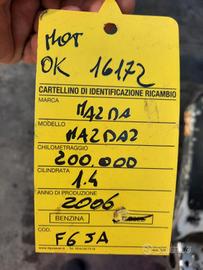 MOT
OK 16172
CARTELLINO DI IDENTIFICAZIONE RICAMBIO
MARCA
MAZDA
MODELLO
MAZDA2
CHILOMETRAGGIO
200.000
CILINDRATA
1.4
ANNO DI PRODUZIONE
2006
BENZINA
COD.
F6JA